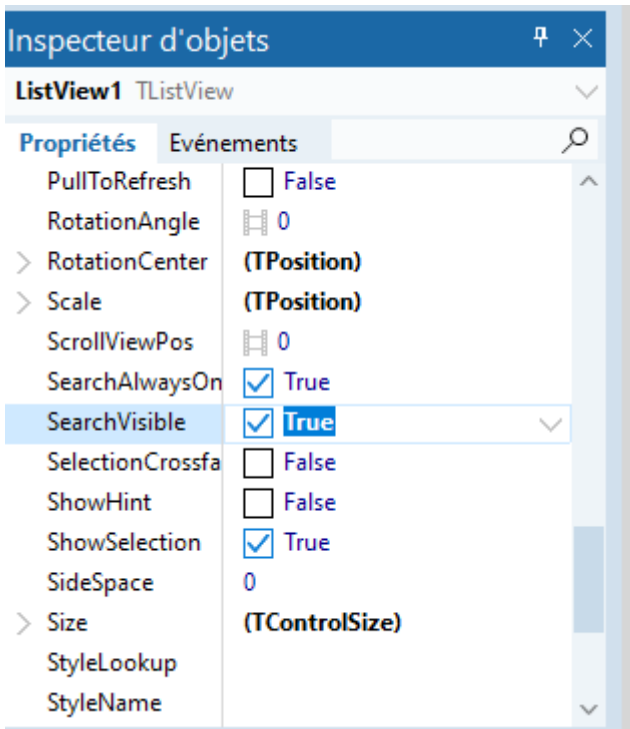 Inspecteur d'objets
ListView1 TListView
Propriétés Evénements
PullToRefresh False
RotationAngle 0
RotationCenter (TPosition)
Scale (TPosition)
ScrollViewPos 0
SearchAlwaysOn True
SearchVisible True
SelectionCrossfa False
ShowHint False
ShowSelection True
SideSpace 0
Size (TControlSize)
StyleLookup
StyleName